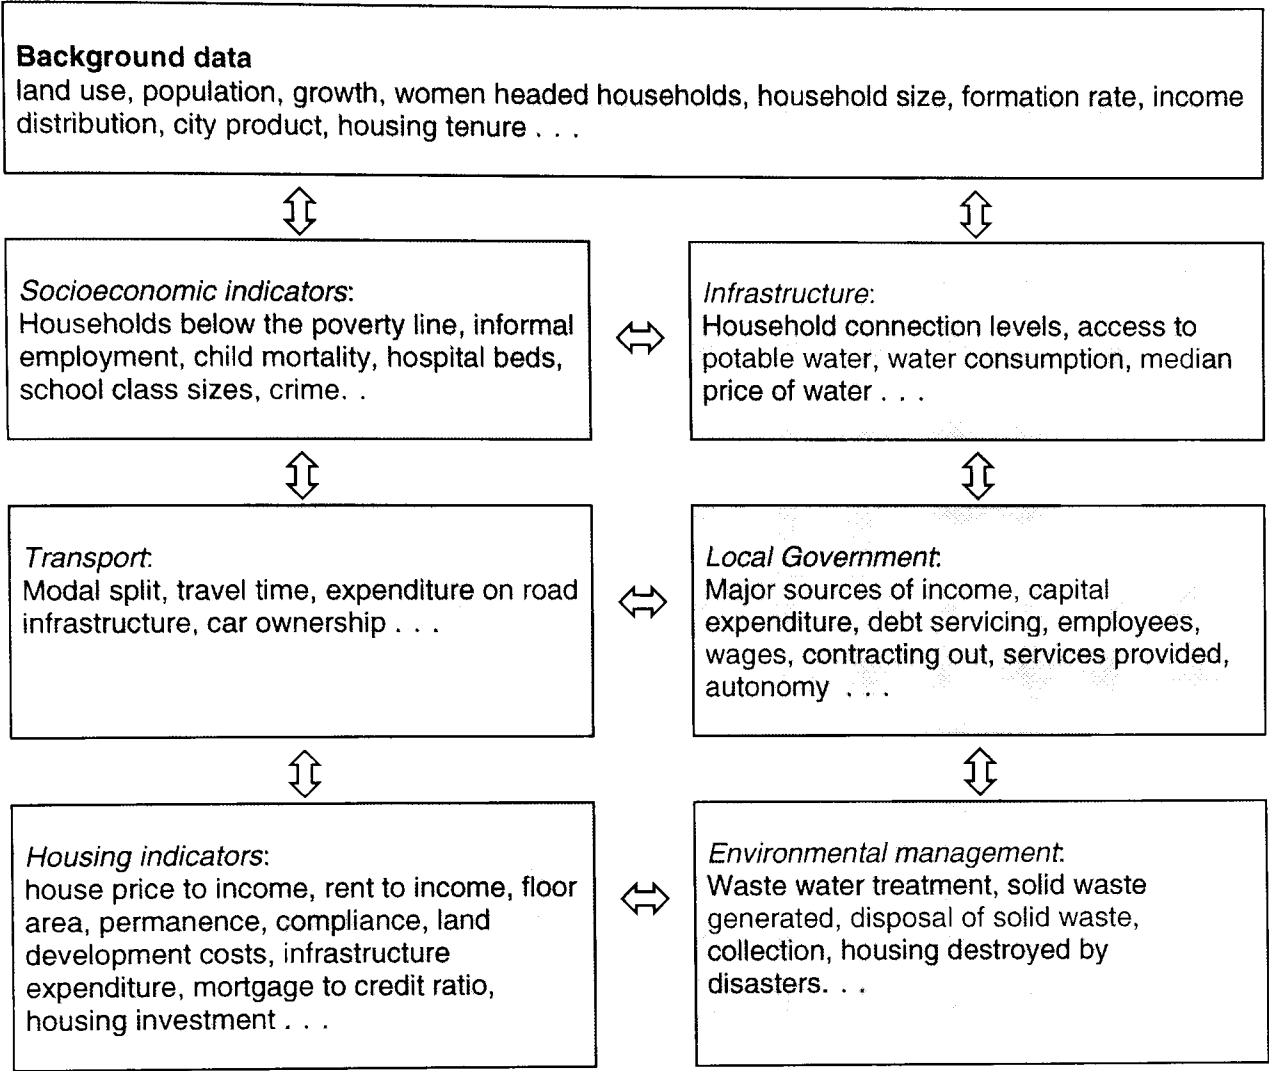 Background data
land use, population, growth, women headed households, household size, formation rate, income
distribution, city product, housing tenure . . .
Socioeconomic indicators:
Households below the poverty line, informal
employment, child mortality, hospital beds,
school class sizes, crime. .
Infrastructure:
Household connection levels, access to
potable water, water consumption, median
price of water . . .
Transport:
Modal split, travel time, expenditure on road
infrastructure, car ownership . . .
Local Government:
Major sources of income, capital
expenditure, debt servicing, employees,
wages, contracting out, services provided,
autonomy . . .
Housing indicators:
house price to income, rent to income, floor
area, permanence, compliance, land
development costs, infrastructure
expenditure, mortgage to credit ratio,
housing investment . . .
Environmental management:
Waste water treatment, solid waste
generated, disposal of solid waste,
collection, housing destroyed by
disasters. . .